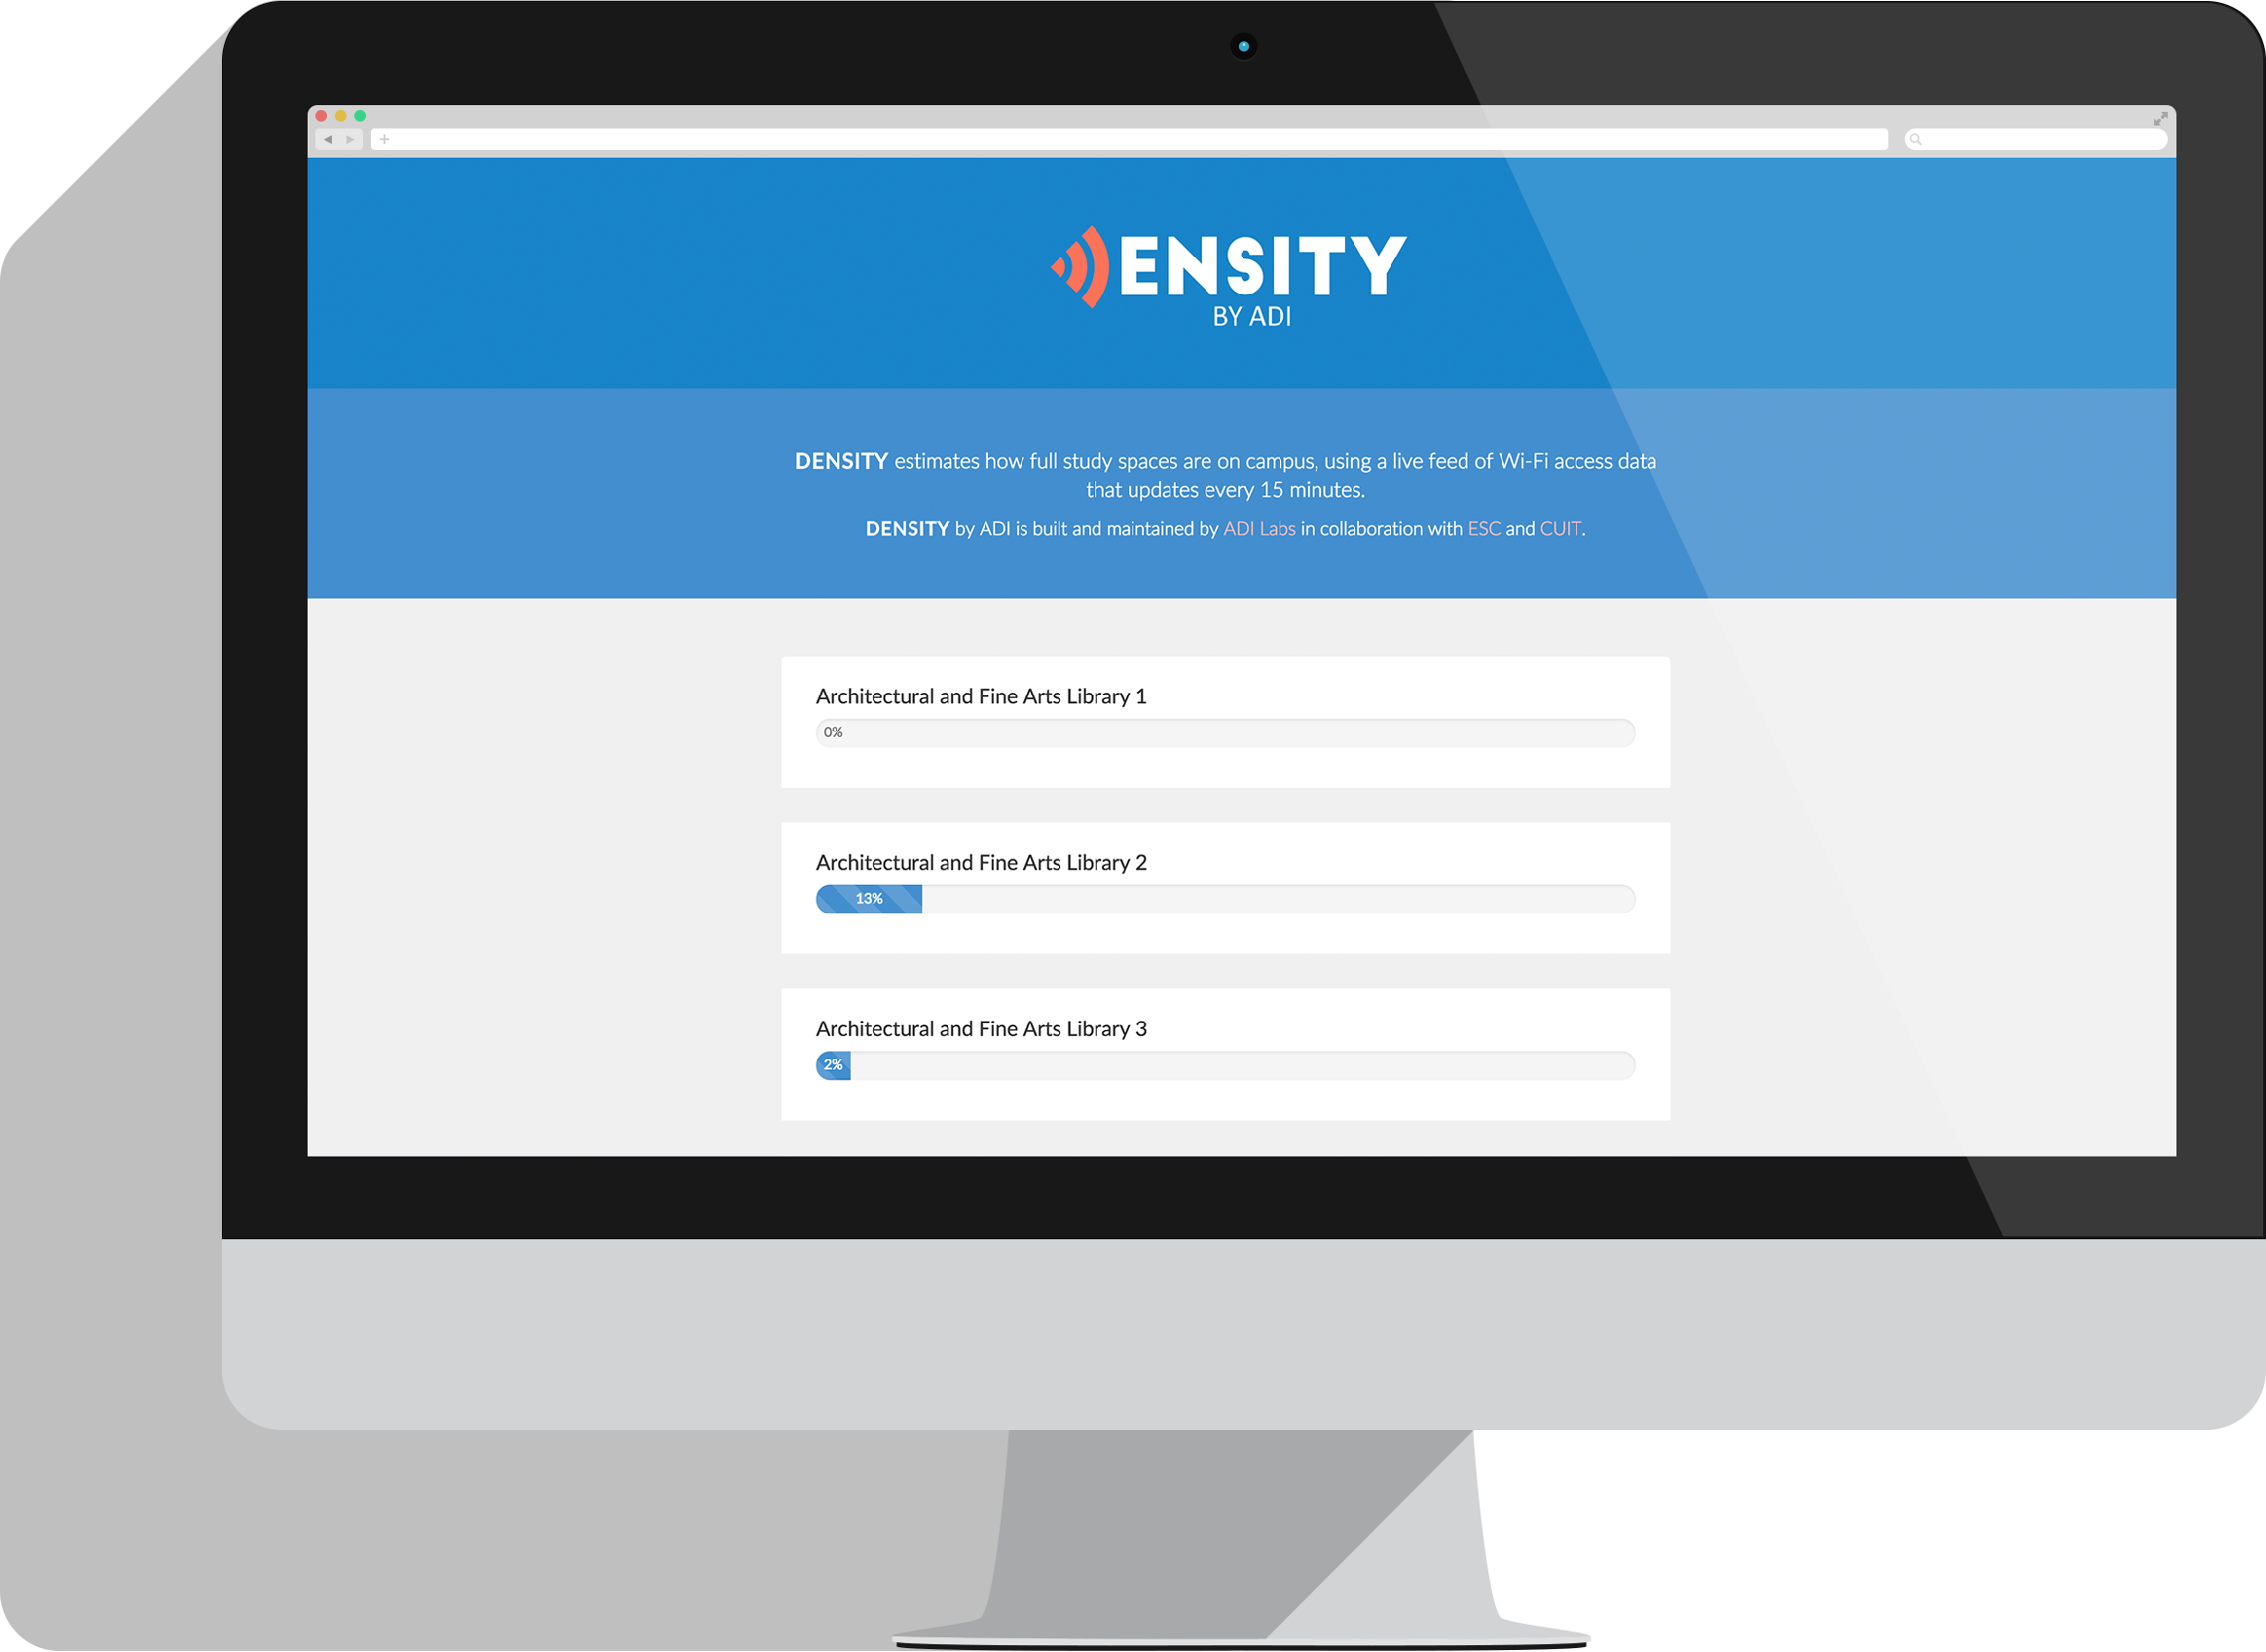 ENSITY
BY ADI
DENSITY estimates how full study spaces are on campus, using a live feed of Wi-Fi access data
that updates every 15 minutes.
DENSITY by ADI is built and maintained by ADI Labs in collaboration with ESC and CUIT.
Architectural and Fine Arts Library 1
0%
Architectural and Fine Arts Library 2
13%
Architectural and Fine Arts Library 3
2%